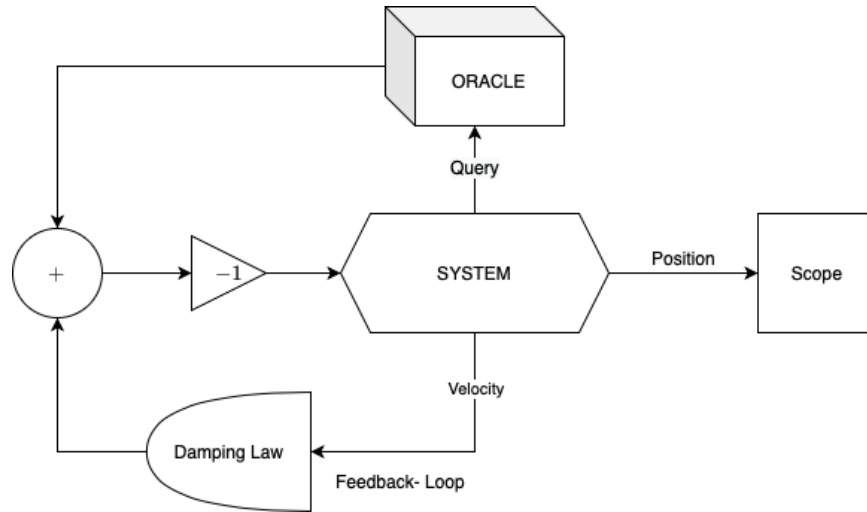 ORACLE
Query
+
−1
SYSTEM
Position
Scope
Velocity
Damping Law
Feedback- Loop